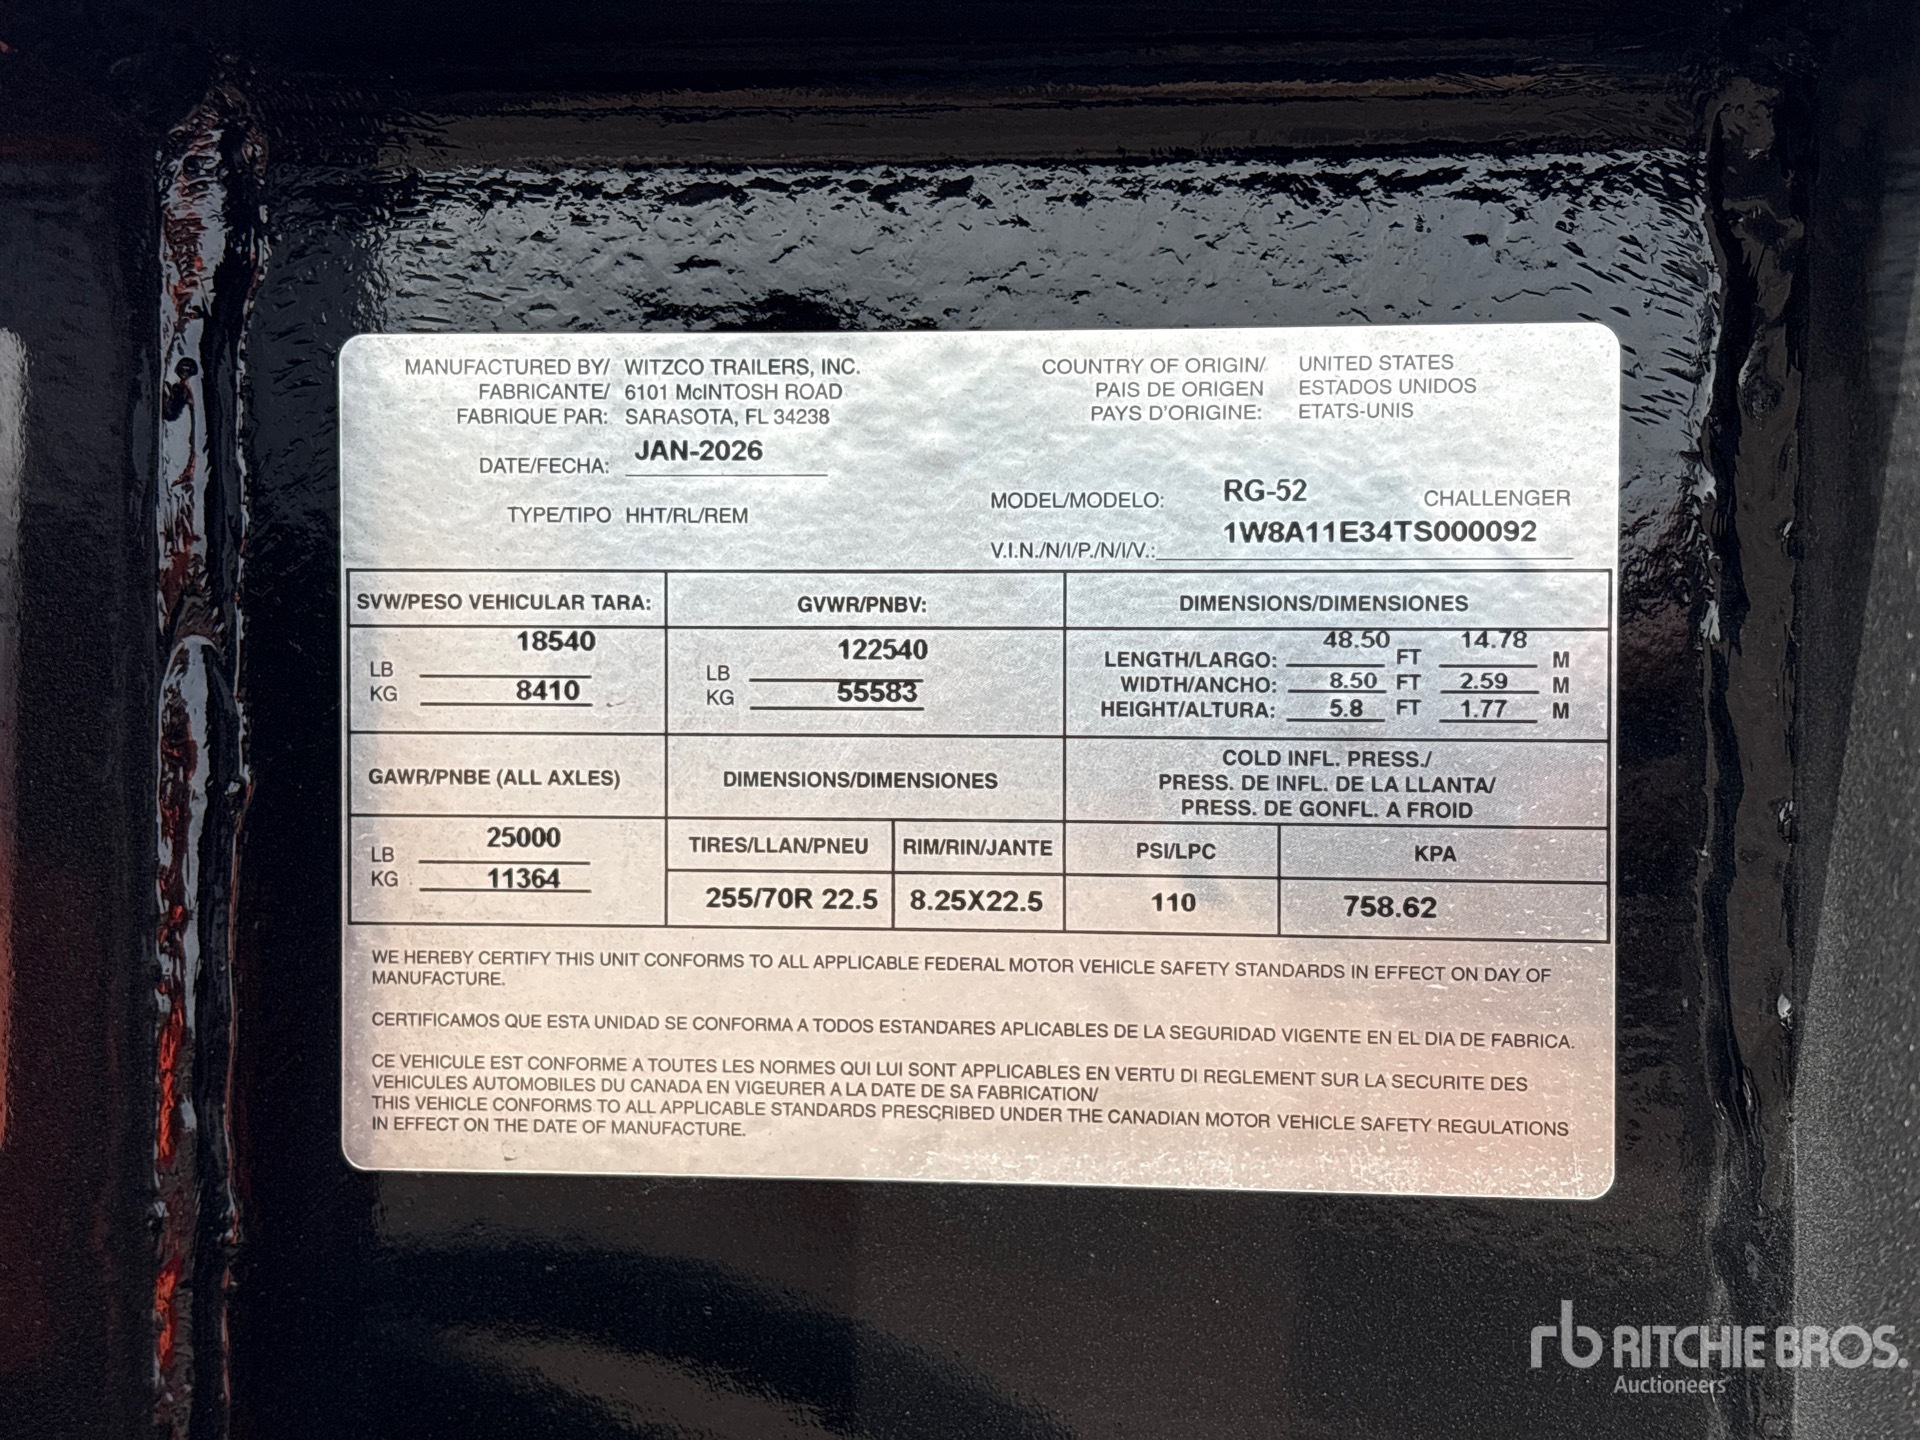 MANUFACTURED BY/ WITZCO TRAILERS, INC.
FABRICANTE/ 6101 McINTOSH ROAD
FABRIQUE PAR: SARASOTA, FL 34238
DATE/FECHA: JAN-2026
TYPE/TIPO HHT/RL/REM
COUNTRY OF ORIGIN/ UNITED STATES
PAIS DE ORIGEN ESTADOS UNIDOS
PAYS D'ORIGINE: ETATS-UNIS
MODEL/MODELO: RG-52 CHALLENGER
V.I.N./N/I/P./N/I/V.: 1W8A11E34TS000092
SVW/PESO VEHICULAR TARA:
LB 18540
KG 8410
GVWR/PNBV:
LB 122540
KG 55583
DIMENSIONS/DIMENSIONES
LENGTH/LARGO: 48.50 FT 14.78 M
WIDTH/ANCHO: 8.50 FT 2.59 M
HEIGHT/ALTURA: 5.8 FT 1.77 M
GAWR/PNBE (ALL AXLES)
LB 25000
KG 11364
DIMENSIONS/DIMENSIONES
TIRES/LLAN/PNEU RIM/RIN/JANTE
255/70R 22.5 8.25X22.5
COLD INFL. PRESS./
PRESS. DE INFL. DE LA LLANTA/
PRESS. DE GONFL. A FROID
PSI/LPC KPA
110 758.62
WE HEREBY CERTIFY THIS UNIT CONFORMS TO ALL APPLICABLE FEDERAL MOTOR VEHICLE SAFETY STANDARDS IN EFFECT ON DAY OF
MANUFACTURE.
CERTIFICAMOS QUE ESTA UNIDAD SE CONFORMA A TODOS ESTANDARES APLICABLES DE LA SEGURIDAD VIGENTE EN EL DIA DE FABRICA.
CE VEHICULE EST CONFORME A TOUTES LES NORMES QUI LUI SONT APPLICABLES EN VERTU DI REGLEMENT SUR LA SECURITE DES
VEHICULES AUTOMOBILES DU CANADA EN VIGEURER A LA DATE DE SA FABRICATION/
THIS VEHICLE CONFORMS TO ALL APPLICABLE STANDARDS PRESCRIBED UNDER THE CANADIAN MOTOR VEHICLE SAFETY REGULATIONS
IN EFFECT ON THE DATE OF MANUFACTURE.
rb RITCHIE BROS.
Auctioneers